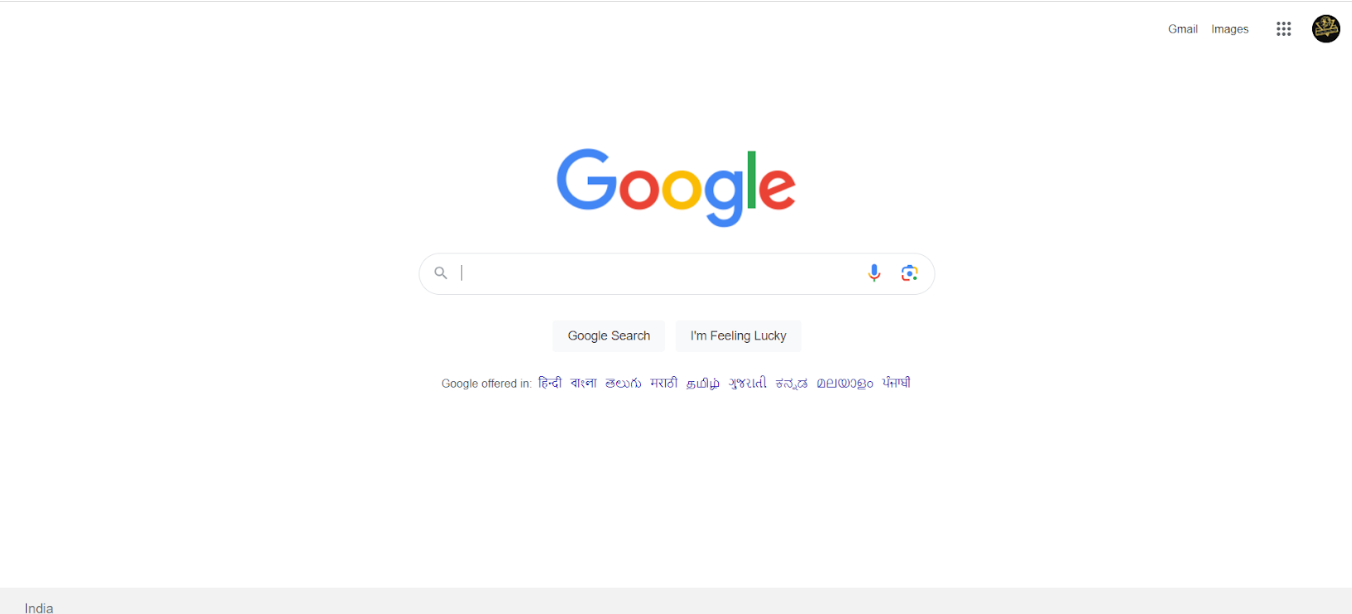 Gmail Images
Google
Google Search I'm Feeling Lucky
Google offered in: हिन्दी বাংলা తెలుగు मराठी தமிழ் ગુજરાતી ಕನ್ನಡ മലയാളം ਪੰਜਾਬੀ
India